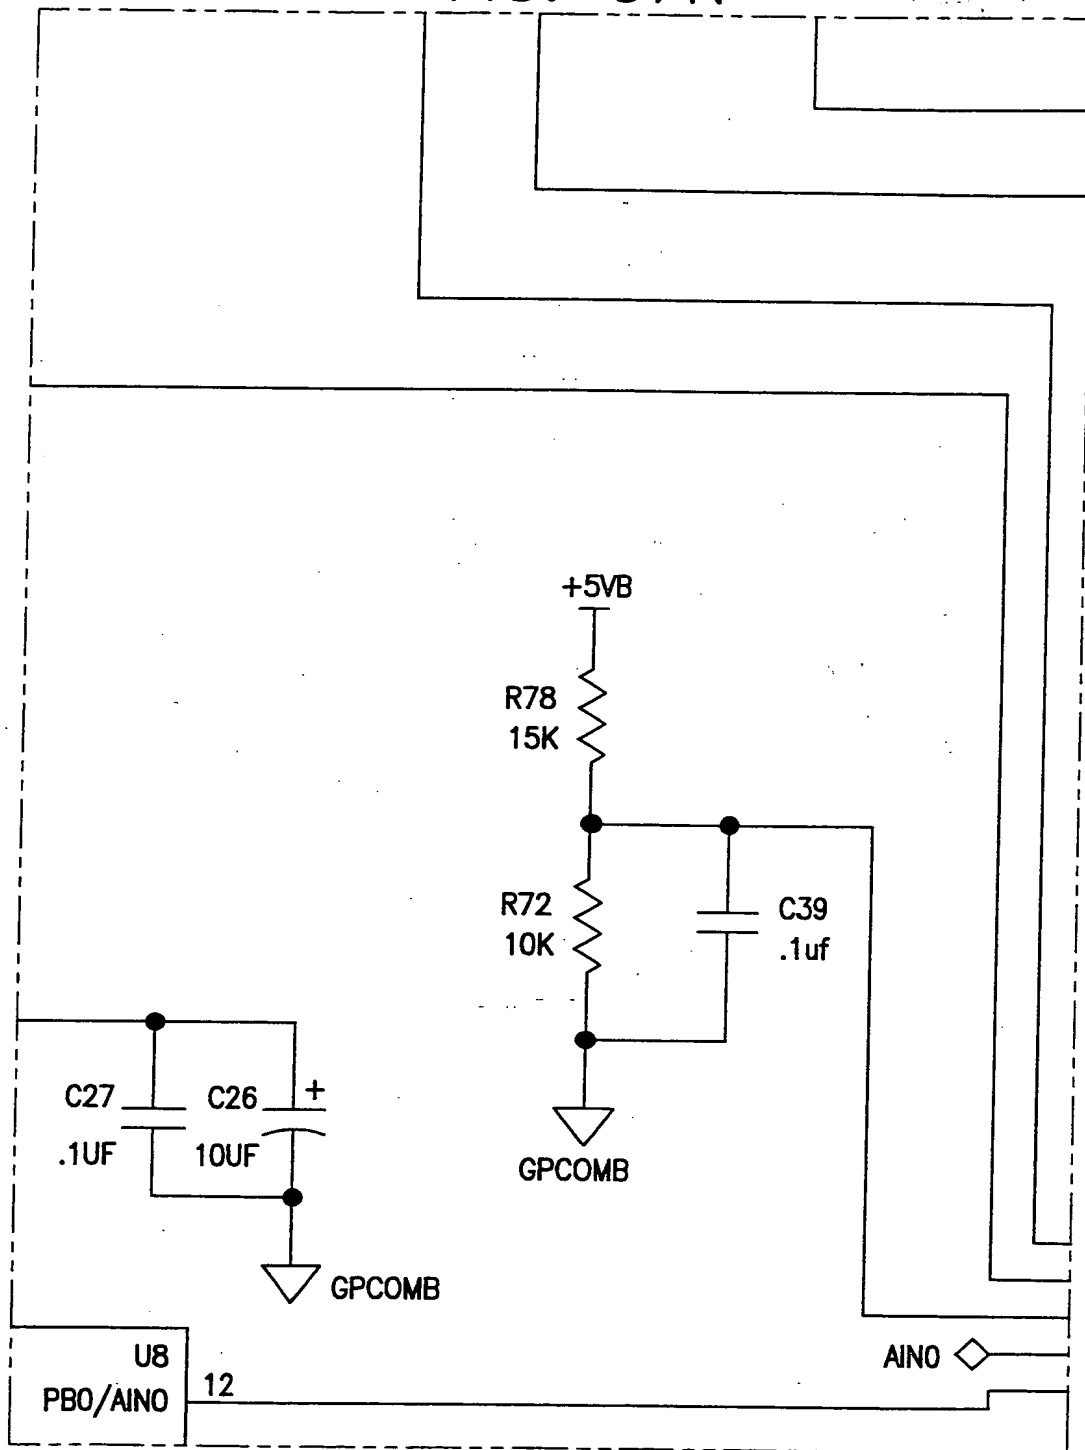 +5VB
R78
15K
R72
10K
C39
.1uf
C27
.1UF
C26
+
10UF
GPCOMB
GPCOMB
U8
PB0/AIN0
12
AIN0